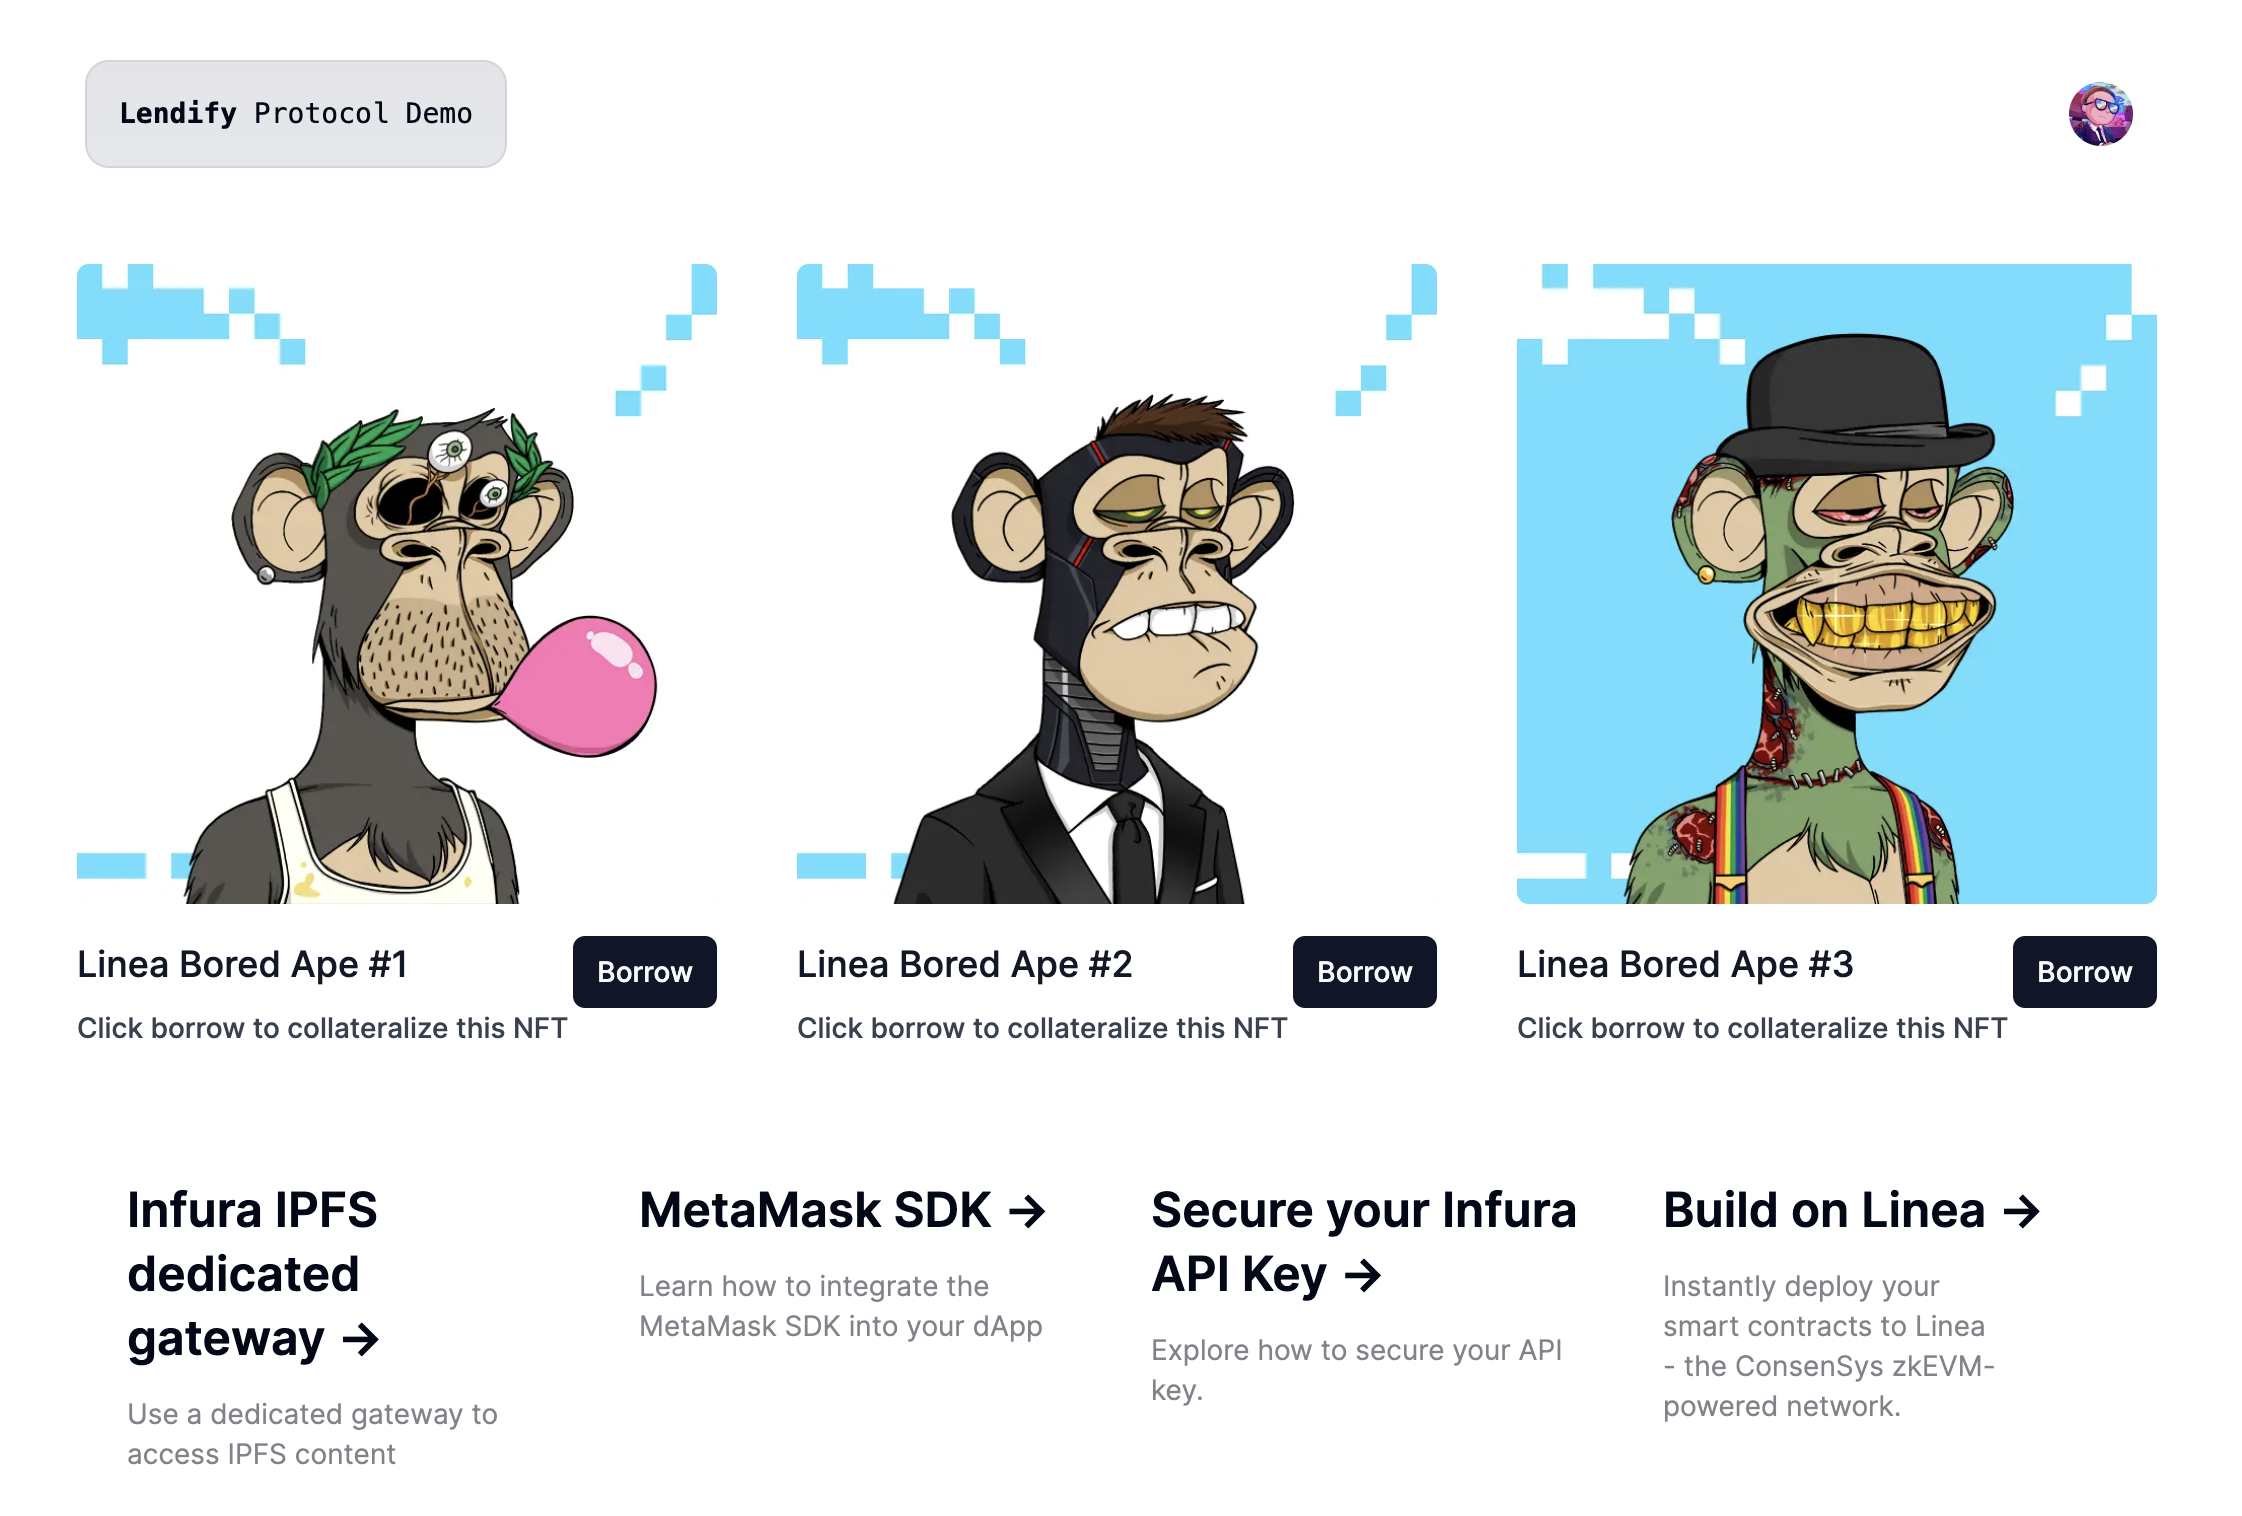 Lendify Protocol Demo
Linea Bored Ape #1
Borrow
Click borrow to collateralize this NFT
Linea Bored Ape #2
Borrow
Click borrow to collateralize this NFT
Linea Bored Ape #3
Borrow
Click borrow to collateralize this NFT
Infura IPFS
dedicated
gateway →
Use a dedicated gateway to
access IPFS content
MetaMask SDK →
Learn how to integrate the
MetaMask SDK into your dApp
Secure your Infura
API Key →
Explore how to secure your API
key.
Build on Linea →
Instantly deploy your
smart contracts to Linea
- the ConsenSys zkEVM-
powered network.